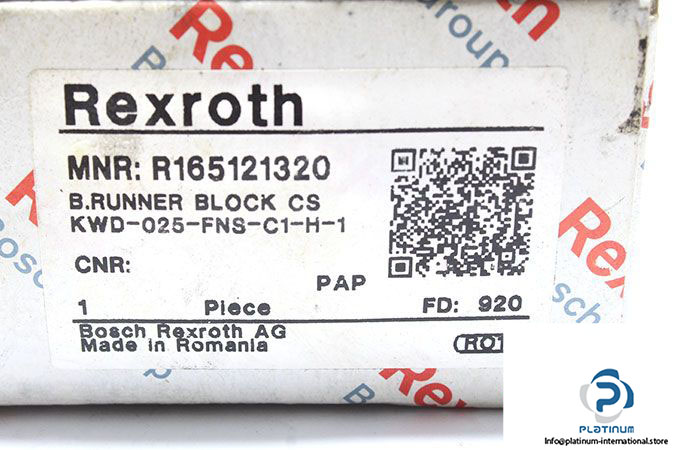 Rexroth
MNR: R165121320
B.RUNNER BLOCK CS
KWD-025-FNS-C1-H-1
CNR:
PAP
1 Piece FD: 920
Bosch Rexroth AG
Made in Romania
PLATINUM
Info@platinum-international.store